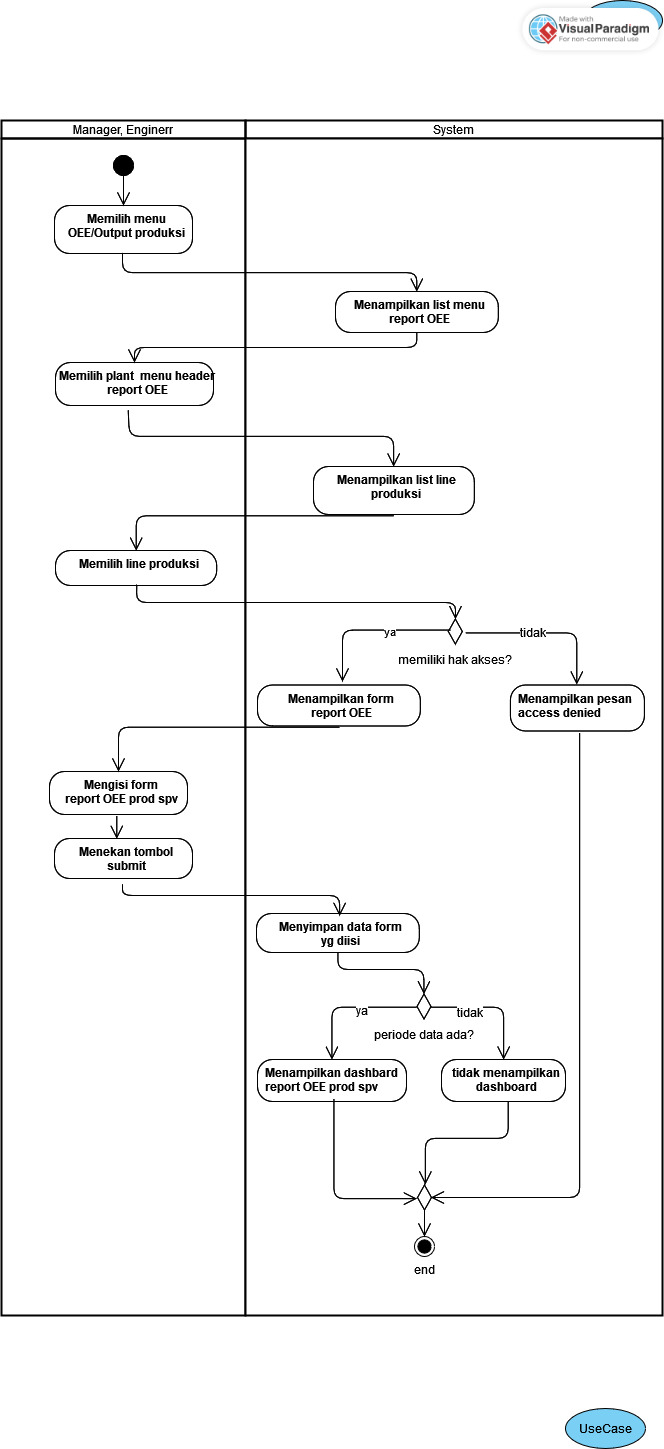 Made with
VisualParadigm
For non-commercial use
Manager, Enginerr
System
Memilih menu
OEE/Output produksi
Menampilkan list menu
report OEE
Memilih plant menu header
report OEE
Menampilkan list line
produksi
Memilih line produksi
ya
tidak
memiliki hak akses?
Menampilkan form
report OEE
Menampilkan pesan
access denied
Mengisi form
report OEE prod spv
Menekan tombol
submit
Menyimpan data form
yg diisi
ya
tidak
periode data ada?
Menampilkan dashbard
report OEE prod spv
tidak menampilkan
dashboard
end
UseCase